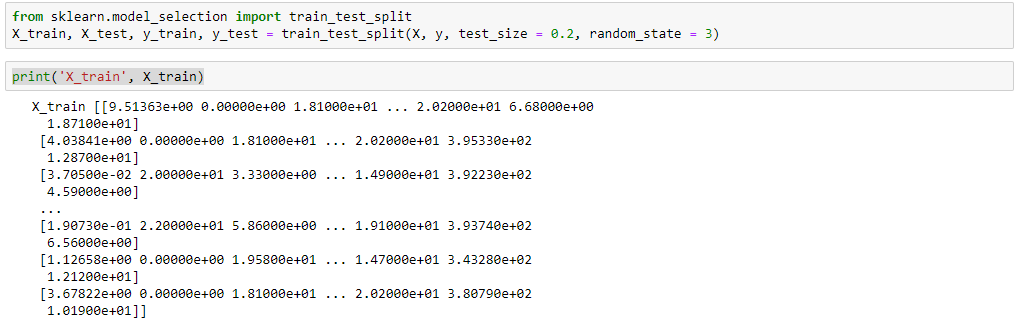 from sklearn.model_selection import train_test_split
X_train, X_test, y_train, y_test = train_test_split(X, y, test_size = 0.2, random_state = 3)
print('X_train', X_train)
X_train [[9.51363e+00 0.00000e+00 1.81000e+01 ... 2.02000e+01 6.68000e+00
1.87100e+01]
[4.03841e+00 0.00000e+00 1.81000e+01 ... 2.02000e+01 3.95330e+02
1.28700e+01]
[3.70500e-02 2.00000e+01 3.33000e+00 ... 1.49000e+01 3.92230e+02
4.59000e+00]
...
[1.90730e-01 2.20000e+01 5.86000e+00 ... 1.91000e+01 3.93740e+02
6.56000e+00]
[1.12658e+00 0.00000e+00 1.95800e+01 ... 1.47000e+01 3.43280e+02
1.21200e+01]
[3.67822e+00 0.00000e+00 1.81000e+01 ... 2.02000e+01 3.80790e+02
1.01900e+01]]